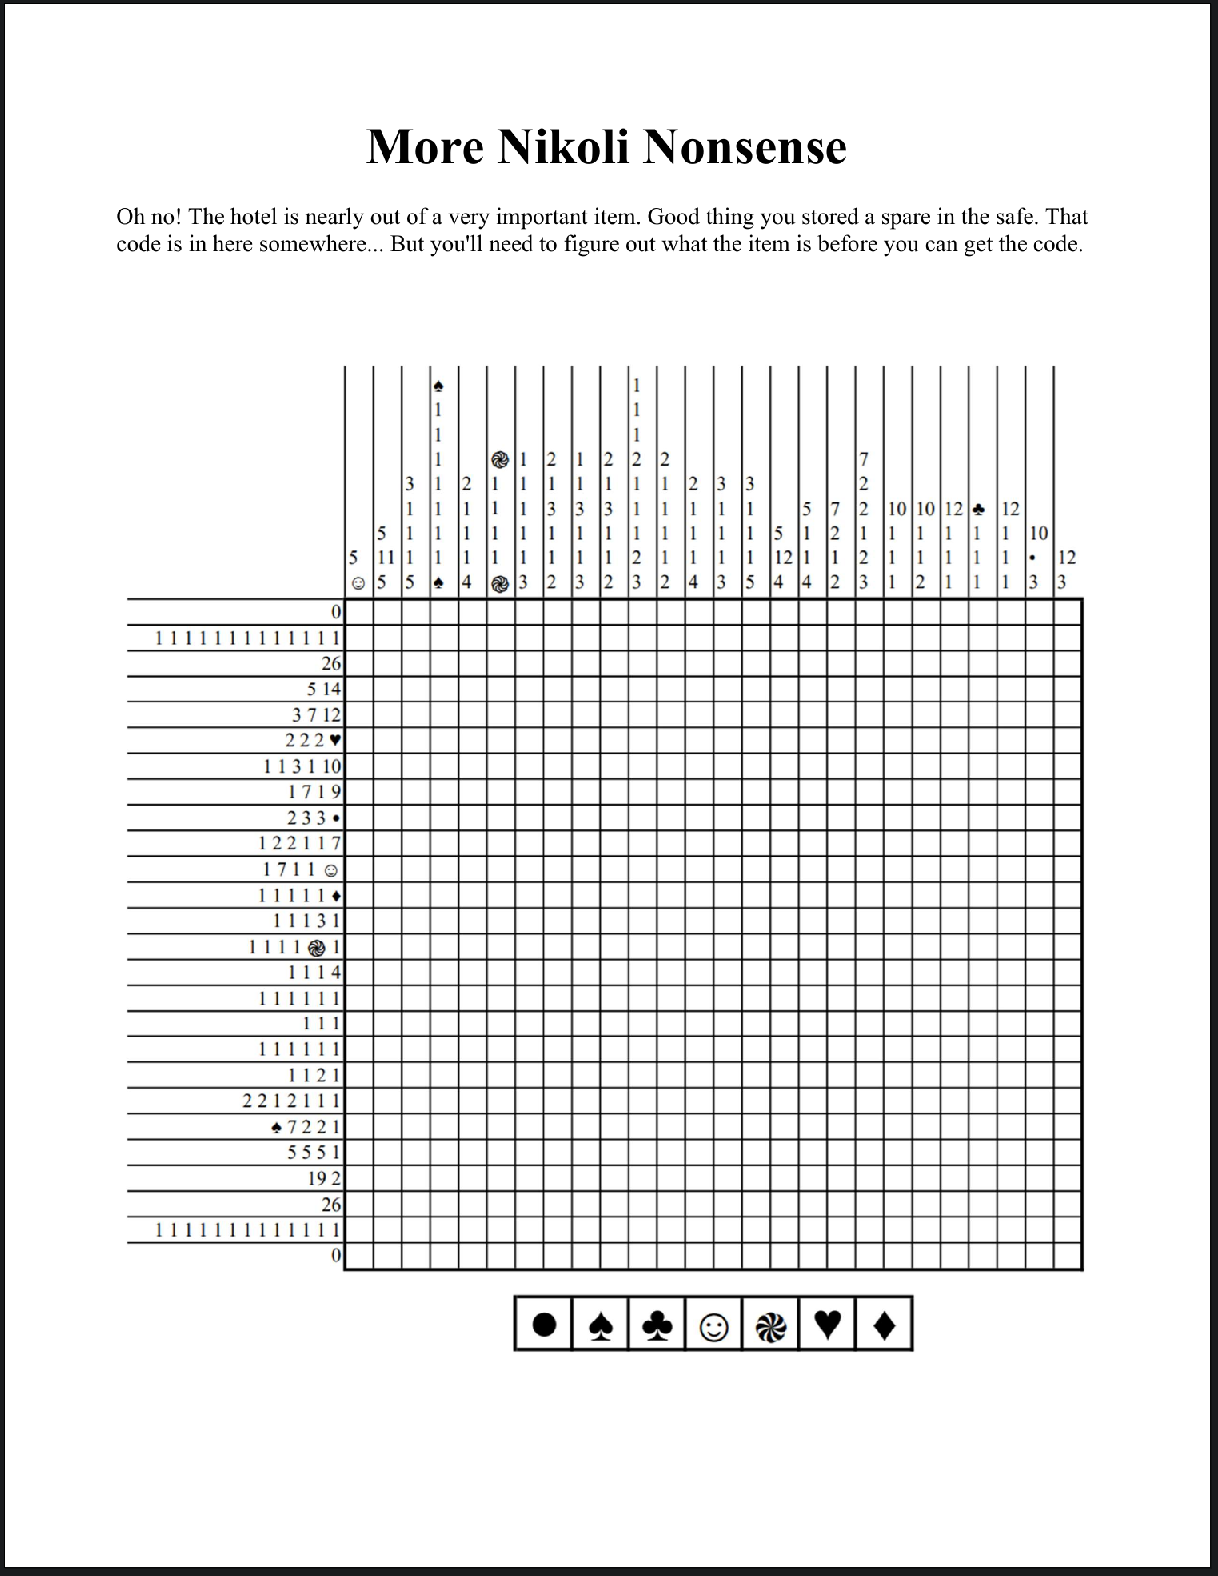 More Nikoli Nonsense
Oh no! The hotel is nearly out of a very important item. Good thing you stored a spare in the safe. That
code is in here somewhere... But you'll need to figure out what the item is before you can get the code.
♠ 1
1 1
1 1
1 ֍ 1 2 1 2 2 2 7
3 1 2 1 1 1 1 1 1 1 2 3 3 2
1 1 1 1 1 3 3 3 1 1 1 1 1 5 7 2 10 10 12 ♣ 12
5 1 1 1 1 1 1 1 1 1 1 1 1 1 5 1 2 1 1 1 1 1 1 10
5 11 1 1 1 1 1 1 1 1 2 1 1 1 1 12 1 1 2 1 1 1 1 1 • 12
☺ 5 5 ♠ 4 ֍ 3 2 3 2 3 2 4 3 5 4 4 2 3 1 2 1 1 1 3 3
0
1 1 1 1 1 1 1 1 1 1 1 1 1
26
5 14
3 7 12
2 2 2 ♥
1 1 3 1 10
1 7 1 9
2 3 3 •
1 2 2 1 1 7
1 7 1 1 ☺
1 1 1 1 1 ♦
1 1 1 3 1
1 1 1 1 ֍ 1
1 1 1 4
1 1 1 1 1 1
1 1 1
1 1 1 1 1 1
1 1 2 1
2 2 1 2 1 1 1
♠ 7 2 2 1
5 5 5 1
19 2
26
1 1 1 1 1 1 1 1 1 1 1 1 1
0
● ♠ ♣ ☺ ֍ ♥ ♦